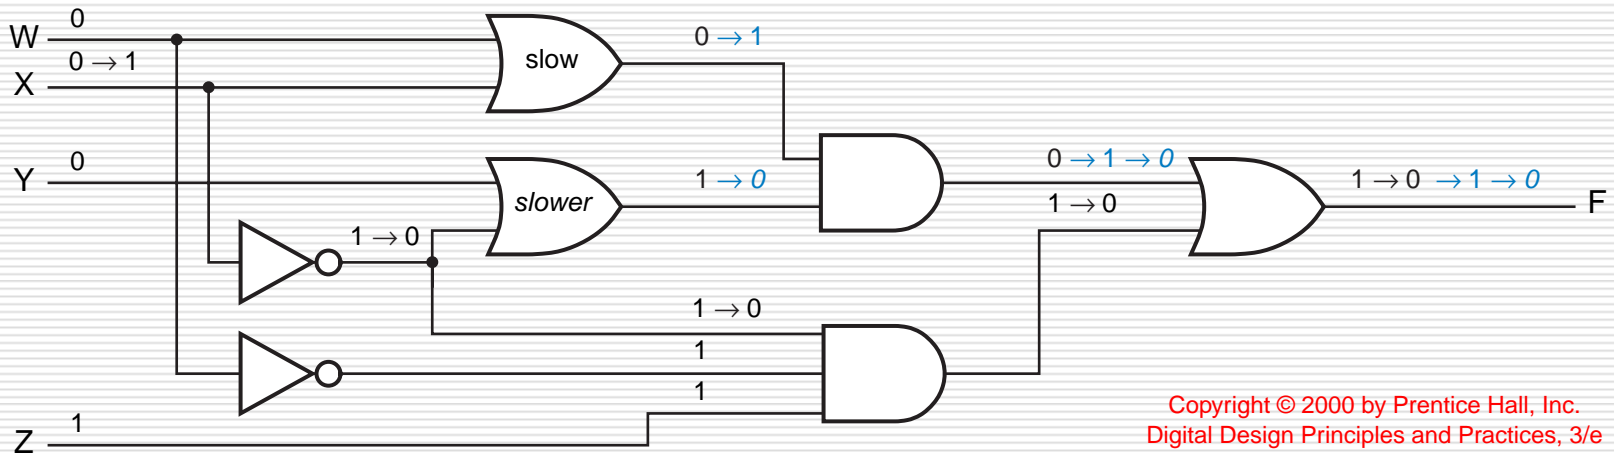 W 0
0 → 1
X
slow
0 → 1
Y 0
slower
1 → 0
0 → 1 → 0
1 → 0
1 → 0 → 1 → 0
F
1 → 0
1 → 0
1
1
Z 1
Copyright © 2000 by Prentice Hall, Inc.
Digital Design Principles and Practices, 3/e